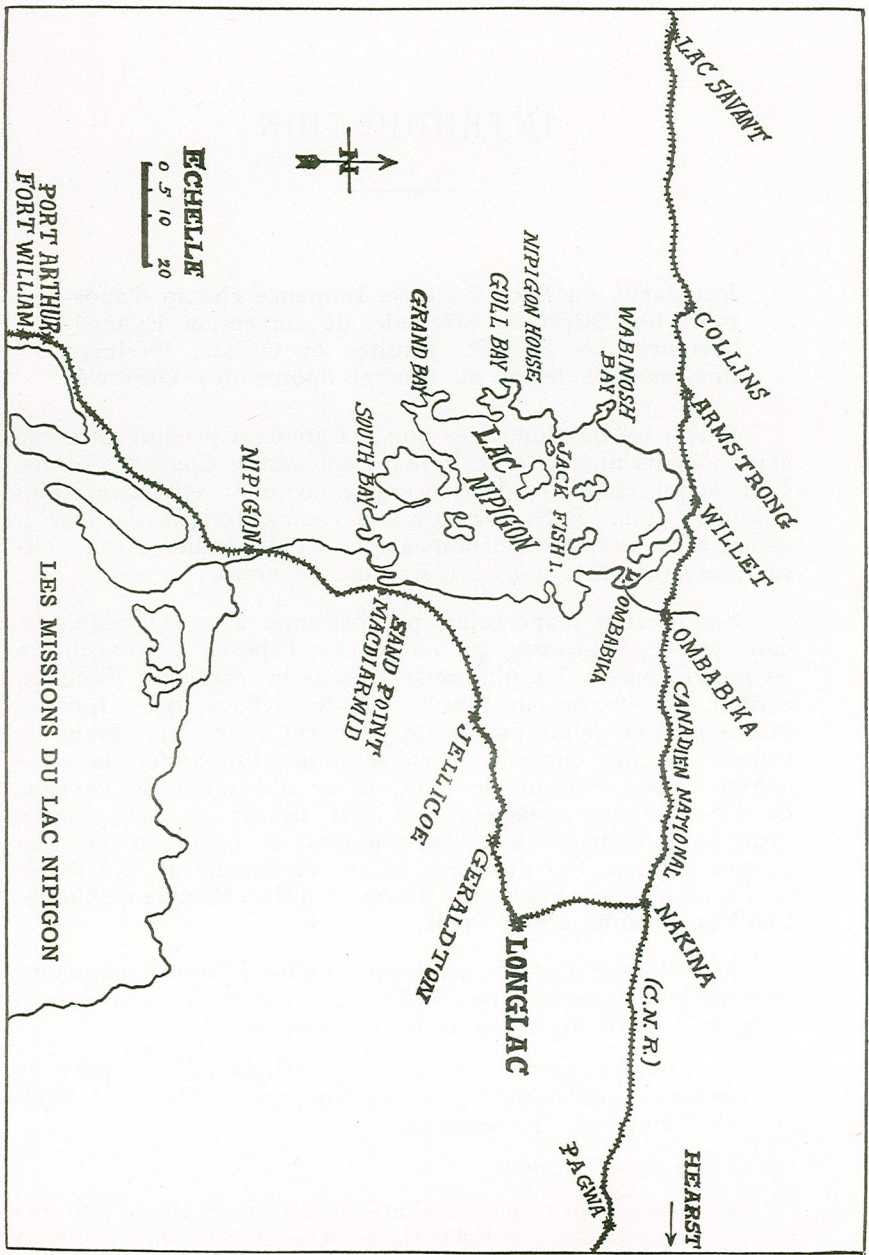 LAC SAVANT
COLLINS
ARMSTRONG
WILLET
OMBABIKA
CANADIEN NATIONAL
NAKINA
(C.N.R.)
PAGWA
HEARST
WABINOSH
BAY
NIPIGON HOUSE
GULL BAY
GRAND BAY
LAC
NIPIGON
JACK FISH I.
OMBABIKA
SOUTH BAY
SAND POINT
MACDIARMID
JELLICOE
GERALDTON
LONGLAC
NIPIGON
N
ECHELLE
0 5 10 20
PORT ARTHUR
FORT WILLIAM
LES MISSIONS DU LAC NIPIGON